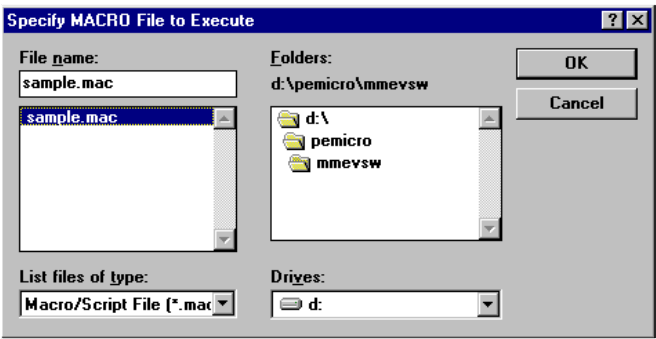 Specify MACRO File to Execute
File name:
sample.mac
sample.mac
List files of type:
Macro/Script File (*.mac
Folders:
d:\pemicro\mmevsw
d:\
pemicro
mmevsw
Drives:
d:
OK
Cancel